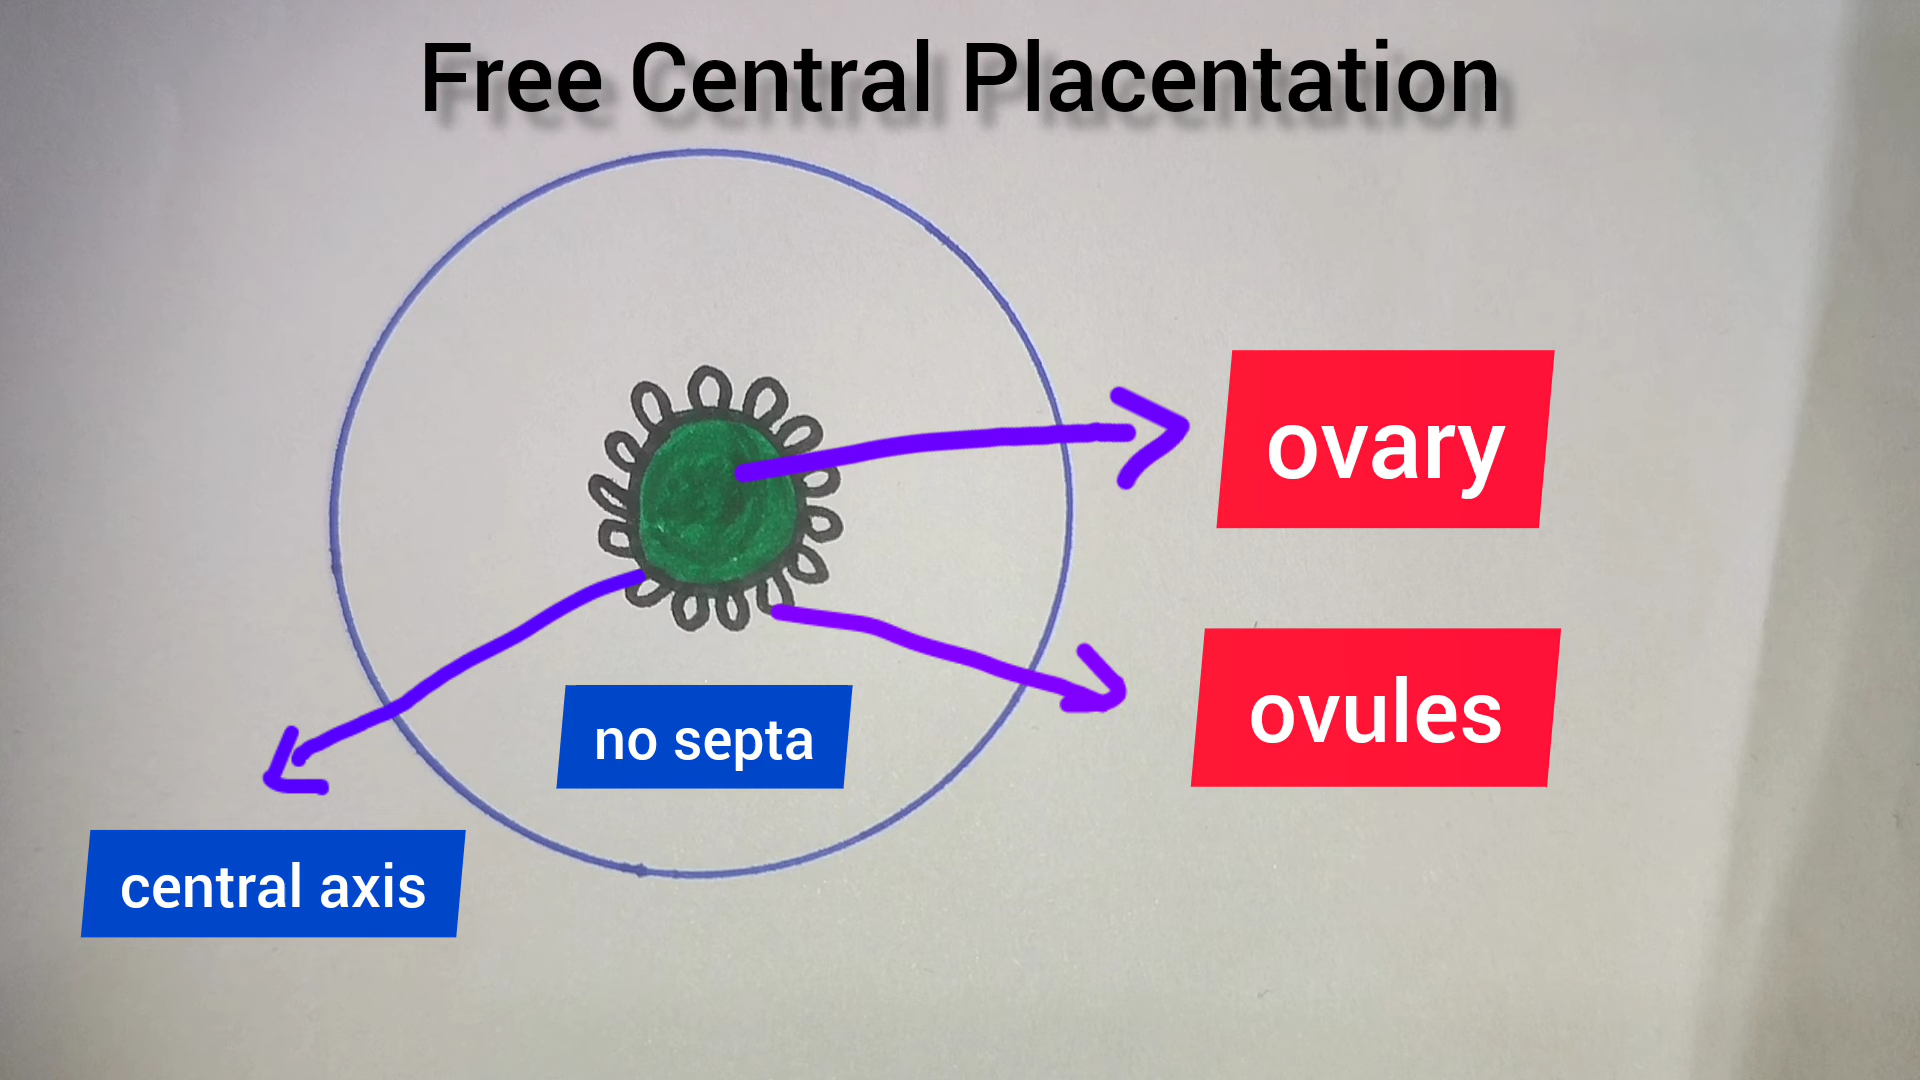 Free Central Placentation
ovary
ovules
no septa
central axis